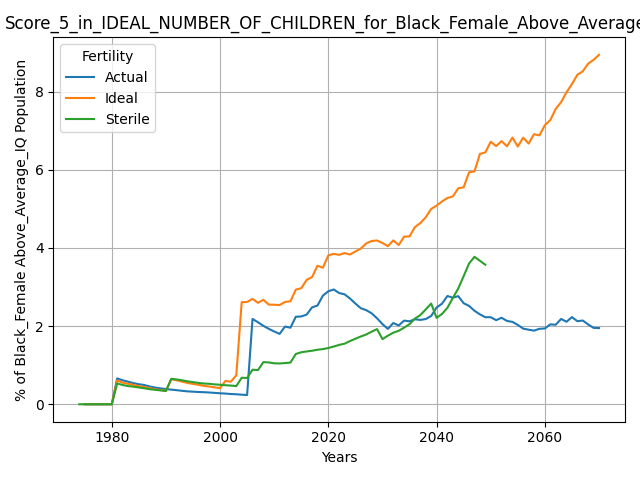 Score_5_in_IDEAL_NUMBER_OF_CHILDREN_for_Black_Female_Above_Average
Fertility
Actual
Ideal
Sterile
% of Black_Female Above_Average_IQ Population
8
6
4
2
0
1980 2000 2020 2040 2060
Years